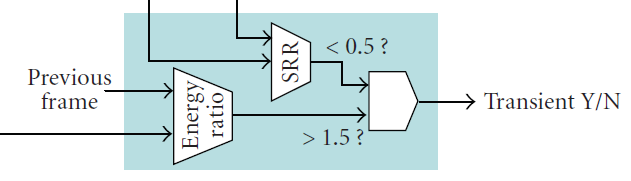 < 0.5 ?
SRR
Previous
frame
Energy
ratio
Transient Y/N
> 1.5 ?